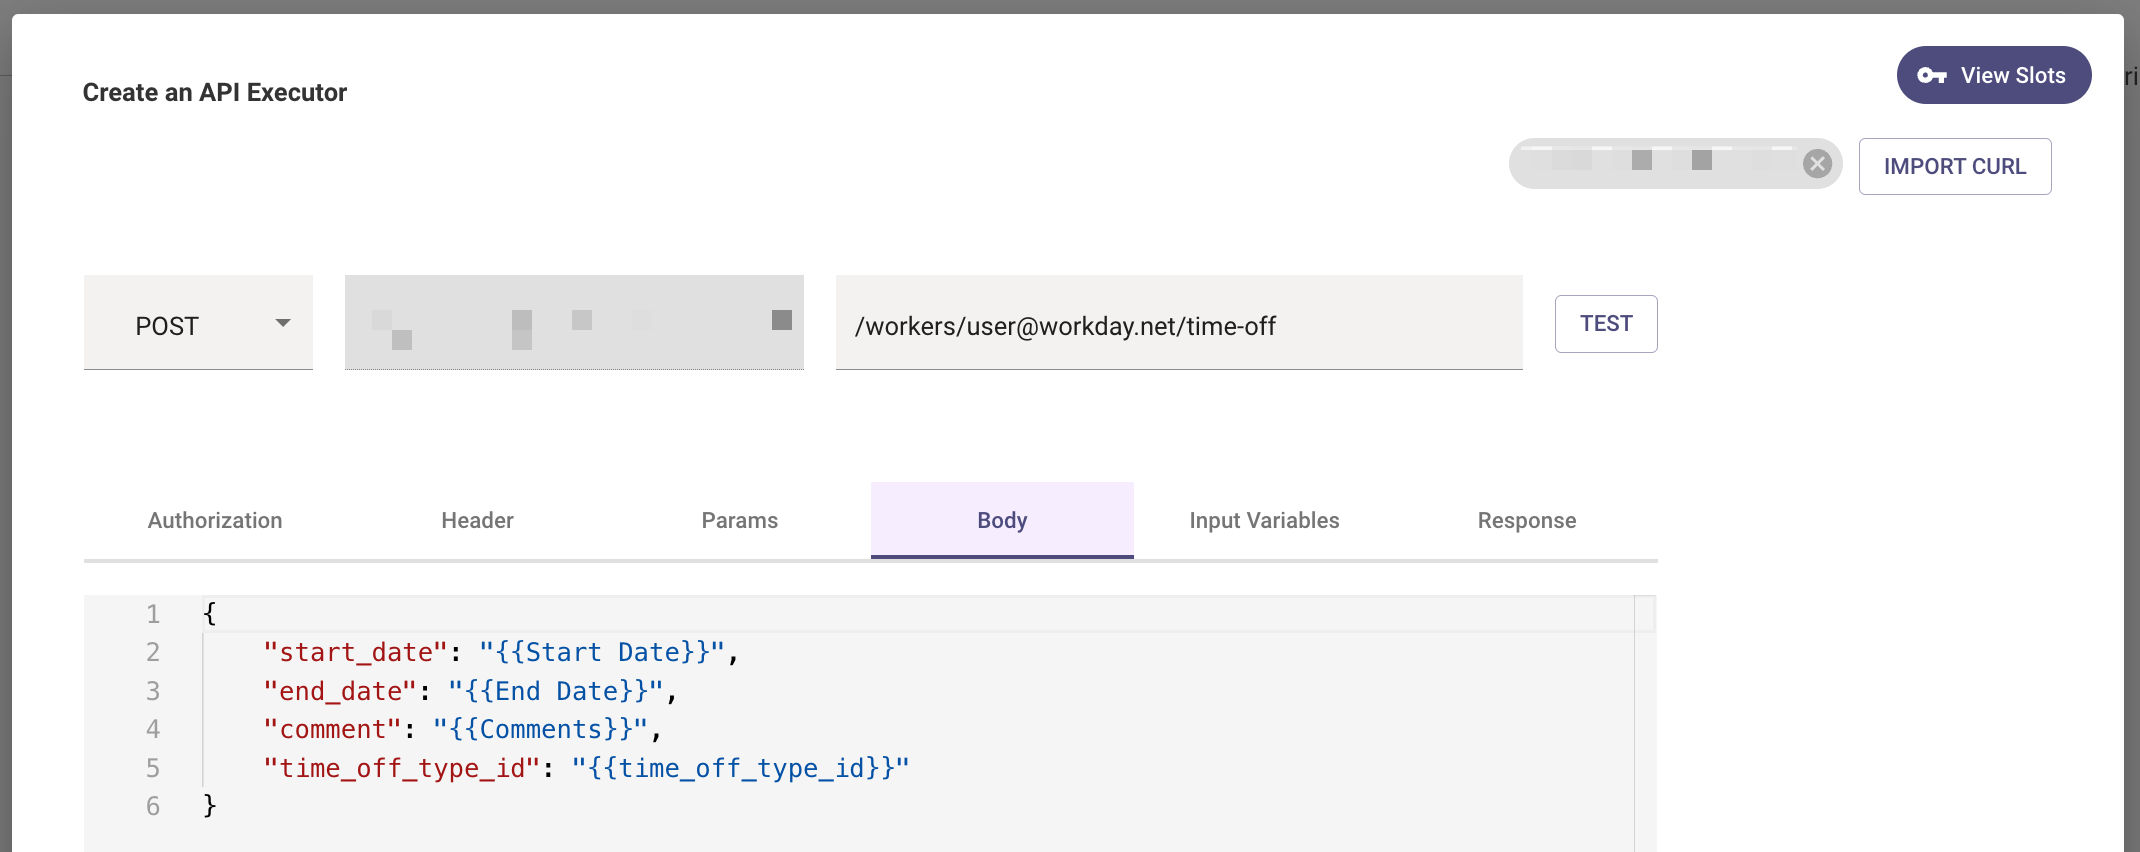 View Slots
Create an API Executor
IMPORT CURL
POST
/workers/user@workday.net/time-off
TEST
Authorization Header Params Body Input Variables Response
1 {
2 "start_date": "{{Start Date}}",
3 "end_date": "{{End Date}}",
4 "comment": "{{Comments}}",
5 "time_off_type_id": "{{time_off_type_id}}"
6 }